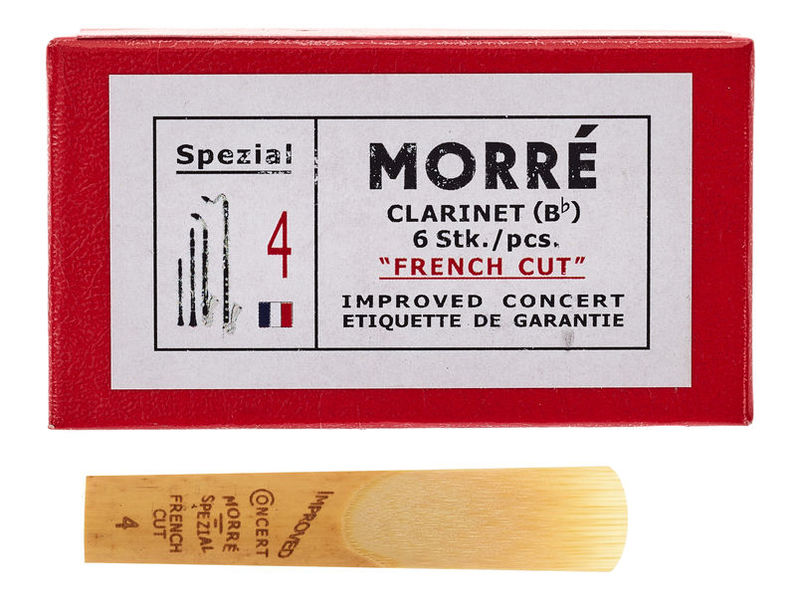 Spezial
4
MORRÉ
CLARINET (B♭)
6 Stk./pcs.
"FRENCH CUT"
IMPROVED CONCERT
ETIQUETTE DE GARANTIE
IMPROVED
CONCERT
MORRÉ
SPEZIAL
FRENCH
CUT
4